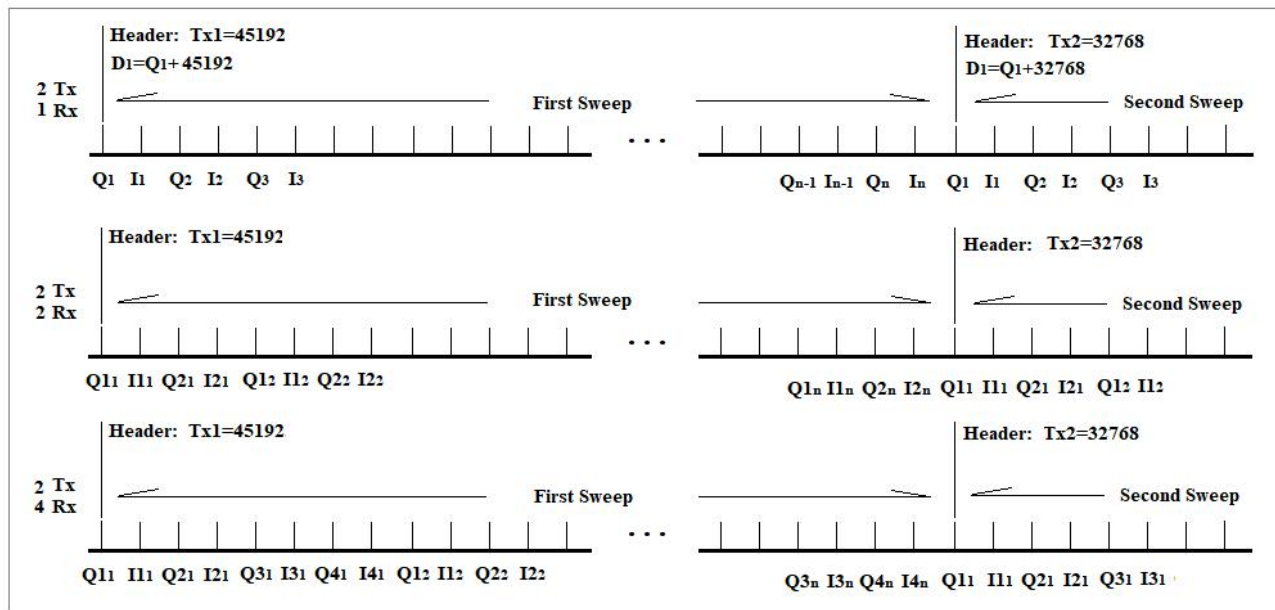 Header: Tx1=45192
D1=Q1+45192
Header: Tx2=32768
D1=Q1+32768
2 Tx
1 Rx
First Sweep
Second Sweep
...
Q1 I1 Q2 I2 Q3 I3
Qn-1 In-1 Qn In Q1 I1 Q2 I2 Q3 I3
Header: Tx1=45192
Header: Tx2=32768
2 Tx
2 Rx
First Sweep
Second Sweep
...
Q11 I11 Q21 I21 Q12 I12 Q22 I22
Q1n I1n Q2n I2n Q11 I11 Q21 I21 Q12 I12
Header: Tx1=45192
Header: Tx2=32768
2 Tx
4 Rx
First Sweep
Second Sweep
...
Q11 I11 Q21 I21 Q31 I31 Q41 I41 Q12 I12 Q22 I22
Q3n I3n Q4n I4n Q11 I11 Q21 I21 Q31 I31